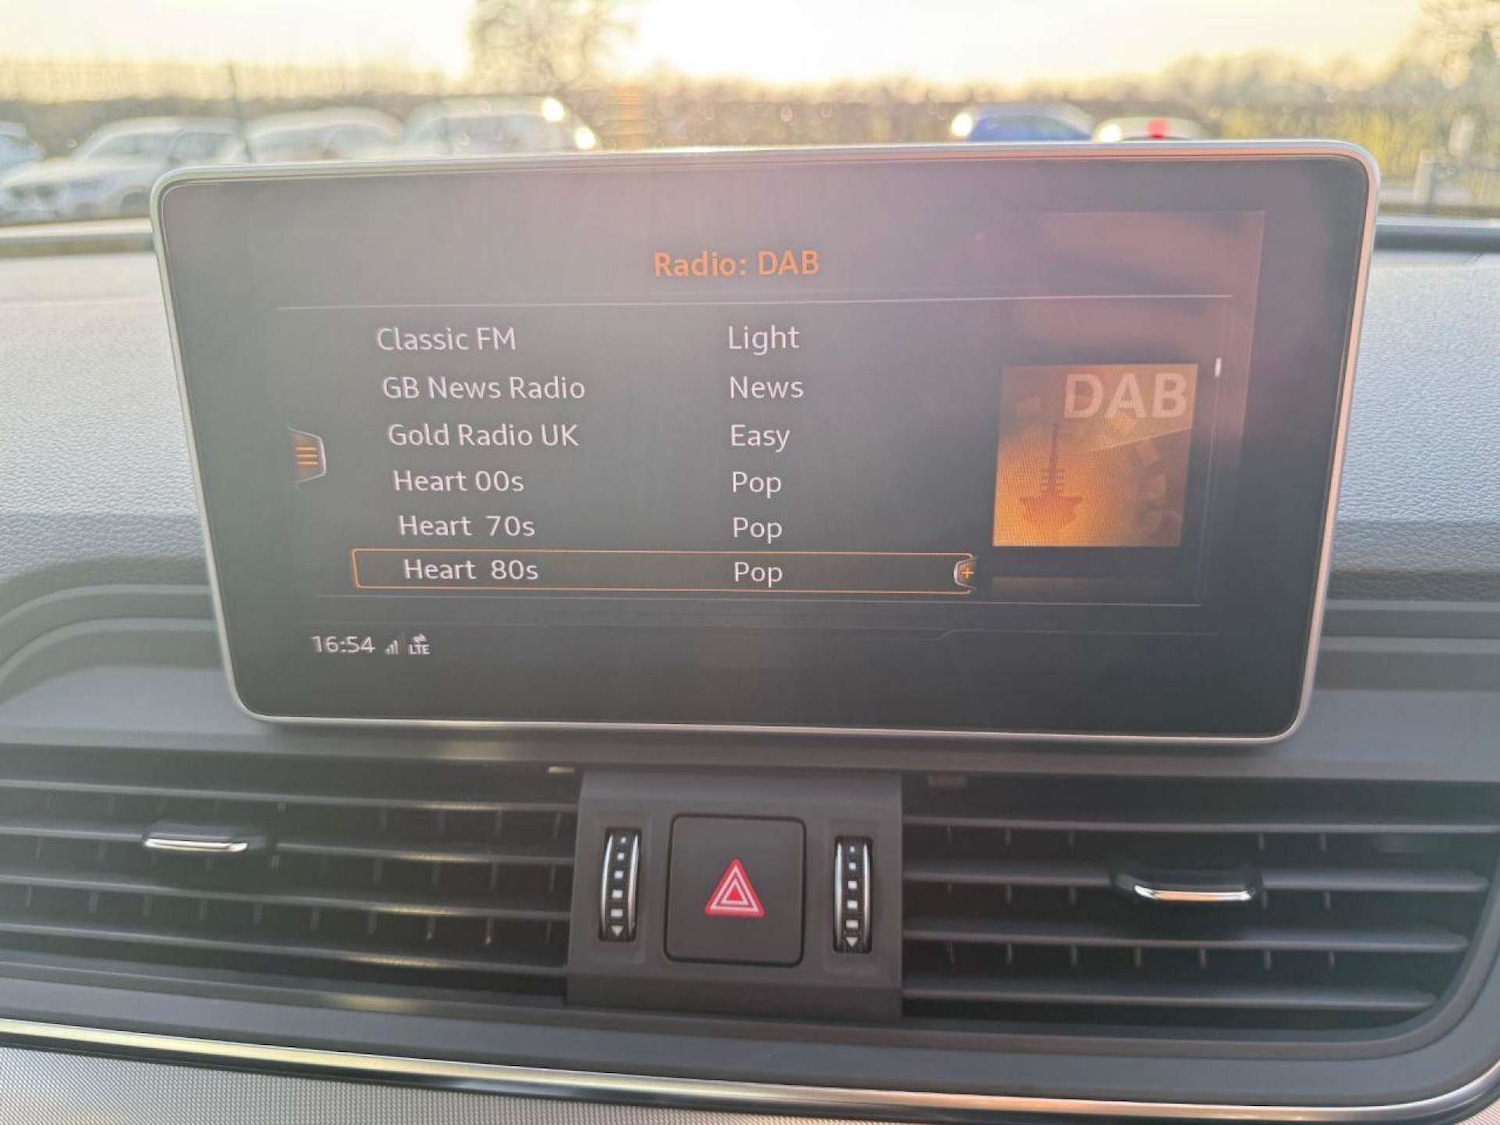 Radio: DAB
Classic FM Light
GB News Radio News
Gold Radio UK Easy
Heart 00s Pop
Heart 70s Pop
Heart 80s Pop
DAB
16:54 LTE